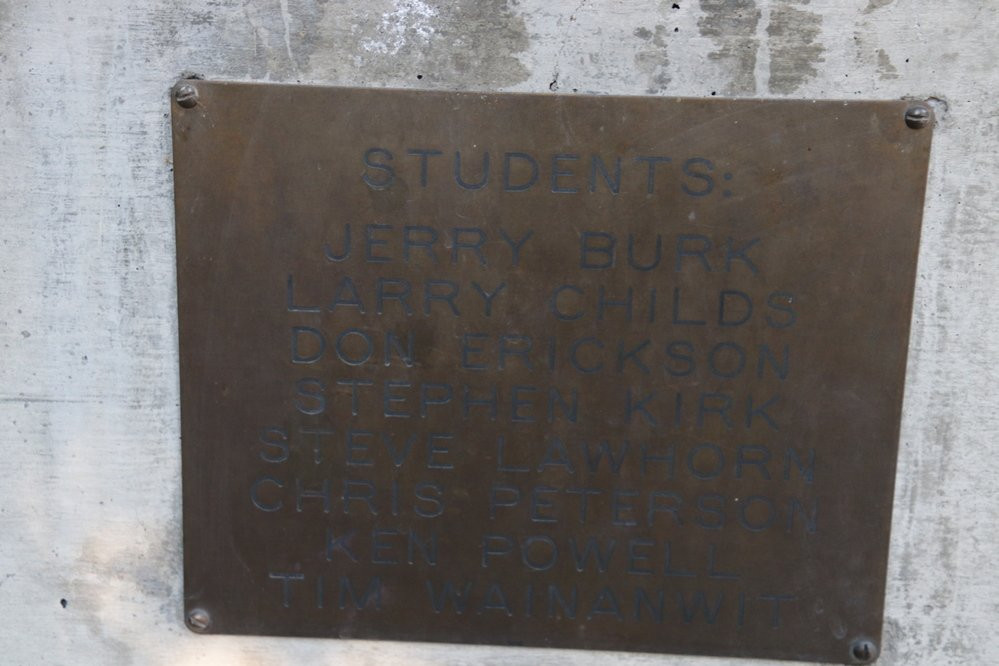 STUDENTS:
JERRY BURK
LARRY CHILDS
DON ERICKSON
STEPHEN KIRK
STEVE LAWHORN
CHRIS PETERSON
KEN POWELL
TIM WAINANWIT